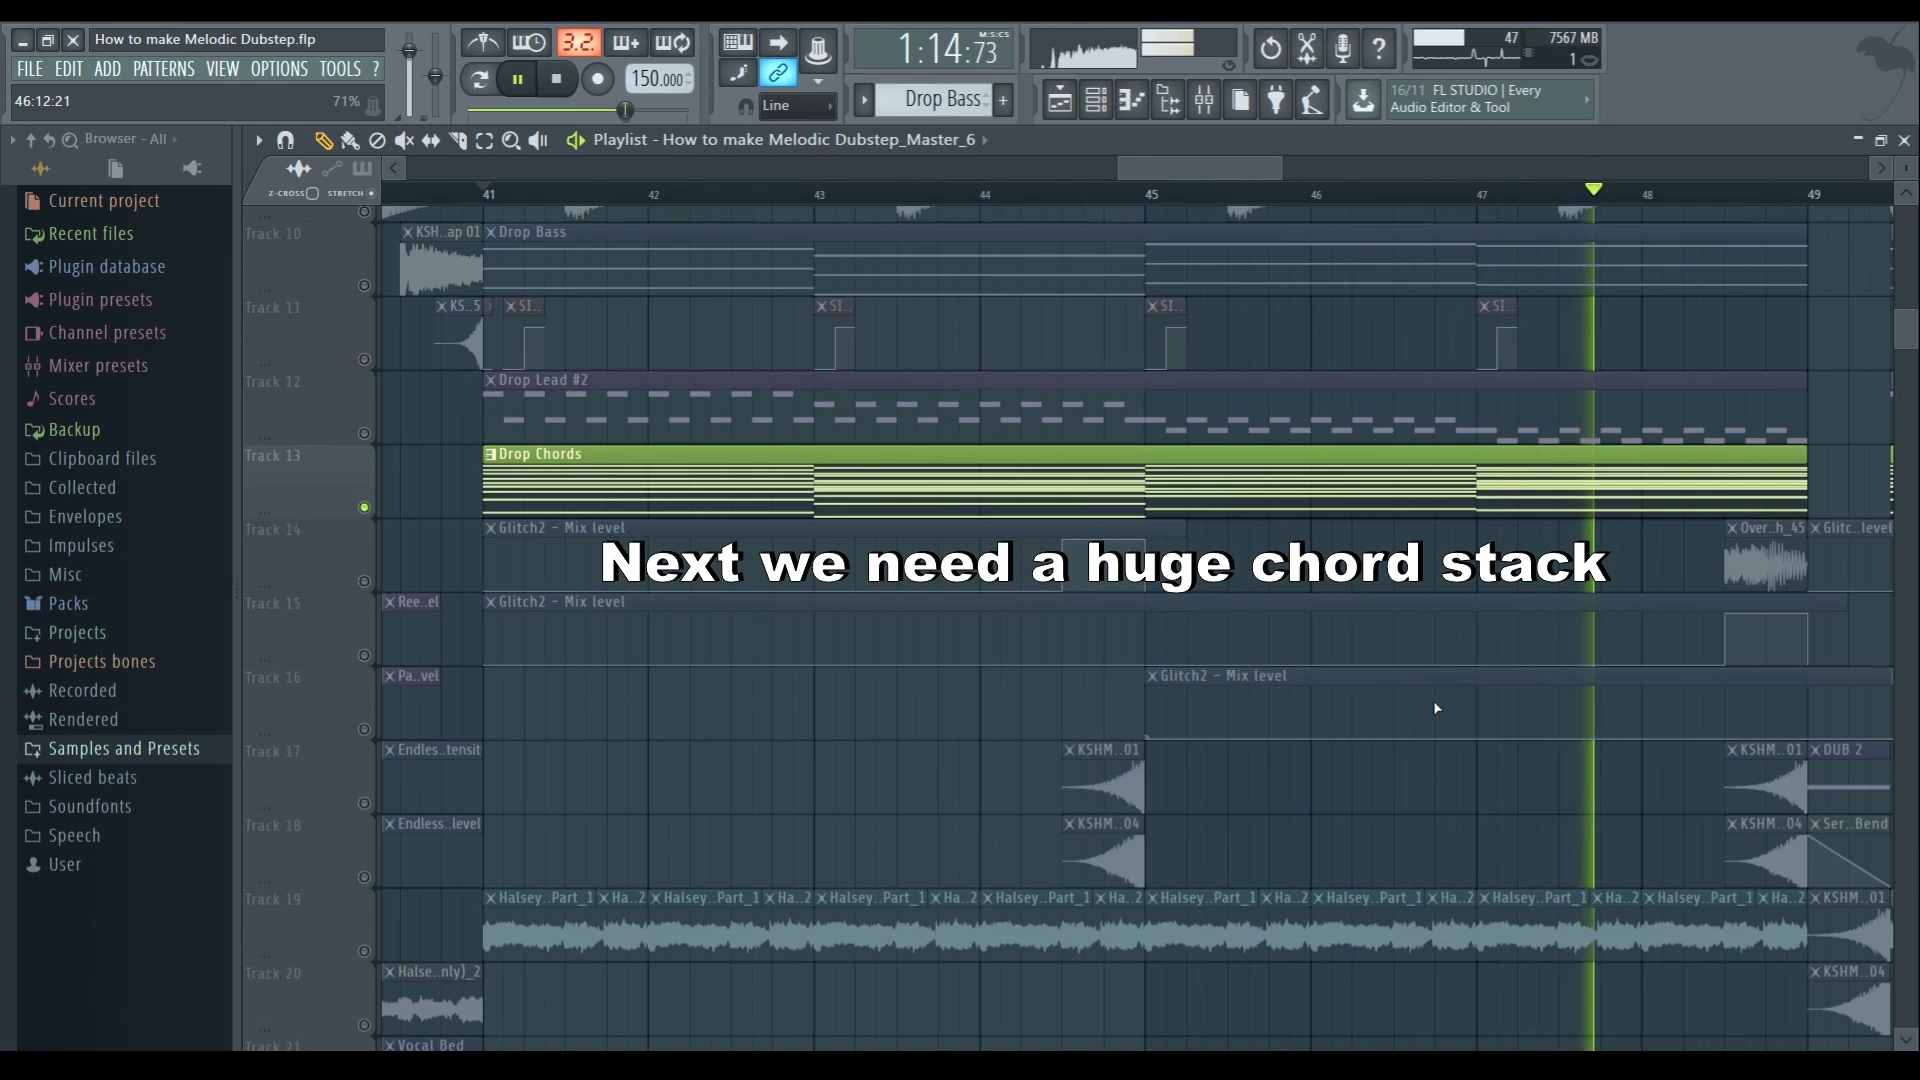 How to make Melodic Dubstep.flp
FILE EDIT ADD PATTERNS VIEW OPTIONS TOOLS ?
46:12:21 71%
3.2.
150.000
Line
1:14:73
M:S:CS
Drop Bass
47 7567 MB
1
16/11 FL STUDIO | Every
Audio Editor & Tool
Browser - All
Playlist - How to make Melodic Dubstep_Master_6
Z-CROSS STRETCH
41 42 43 44 45 46 47 48 49
Current project
Recent files
Plugin database
Plugin presets
Channel presets
Mixer presets
Scores
Backup
Clipboard files
Collected
Envelopes
Impulses
Misc
Packs
Projects
Projects bones
Recorded
Rendered
Samples and Presets
Sliced beats
Soundfonts
Speech
User
Track 10 KSH..ap 01 Drop Bass
Track 11 KS..5 SI.. SI.. SI.. SI..
Track 12 Drop Lead #2
Track 13 Drop Chords
Track 14 Glitch2 - Mix level Over..h_45 Glitc..level
Next we need a huge chord stack
Track 15 Ree..el Glitch2 - Mix level
Track 16 Pa..vel Glitch2 - Mix level
Track 17 Endles..tensit KSHM..01 KSHM..01 DUB 2
Track 18 Endless..level KSHM..04 KSHM..04 Ser..Bend
Track 19 Halsey..Part_1 Ha..2 Halsey..Part_1 Ha..2 Halsey..Part_1 Ha..2 Halsey..Part_1 Ha..2 Halsey..Part_1 Ha..2 Halsey..Part_1 Ha..2 Halsey..Part_1 Ha..2 Halsey..Part_1 Ha..2 KSHM..01
Track 20 Halse..nly)_2 KSHM..04
Track 21 Vocal Bed